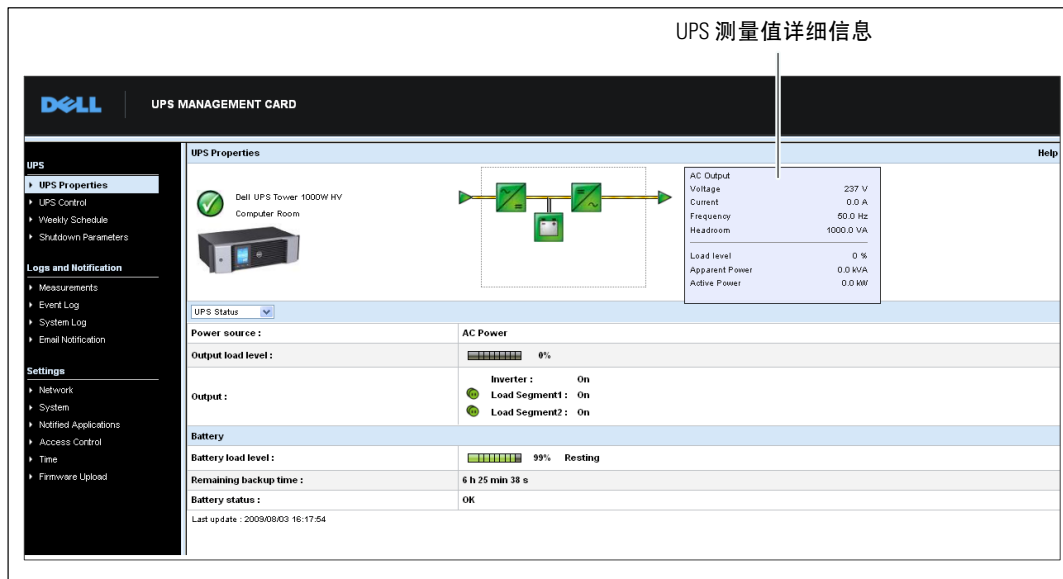 UPS 测量值详细信息
DELL
UPS MANAGEMENT CARD
UPS
UPS Properties
UPS Control
Weekly Schedule
Shutdown Parameters
Logs and Notification
Measurements
Event Log
System Log
Email Notification
Settings
Network
System
Notified Applications
Access Control
Time
Firmware Upload
UPS Properties
Help
Dell UPS Tower 1000W HV
Computer Room
AC Output
Voltage 237 V
Current 0.0 A
Frequency 50.0 Hz
Headroom 1000.0 VA
Load level 0 %
Apparent Power 0.0 kVA
Active Power 0.0 kW
UPS Status
Power source : AC Power
Output load level : 0%
Output :
Inverter : On
Load Segment1 : On
Load Segment2 : On
Battery
Battery load level : 99% Resting
Remaining backup time : 6 h 25 min 38 s
Battery status : OK
Last update : 2009/08/03 16:17:54